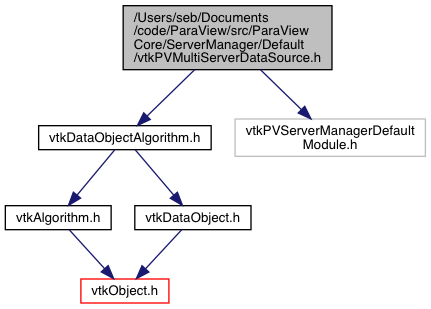 /Users/seb/Documents
/code/ParaView/src/ParaView
Core/ServerManager/Default
/vtkPVMultiServerDataSource.h
vtkDataObjectAlgorithm.h
vtkPVServerManagerDefault
Module.h
vtkAlgorithm.h
vtkDataObject.h
vtkObject.h